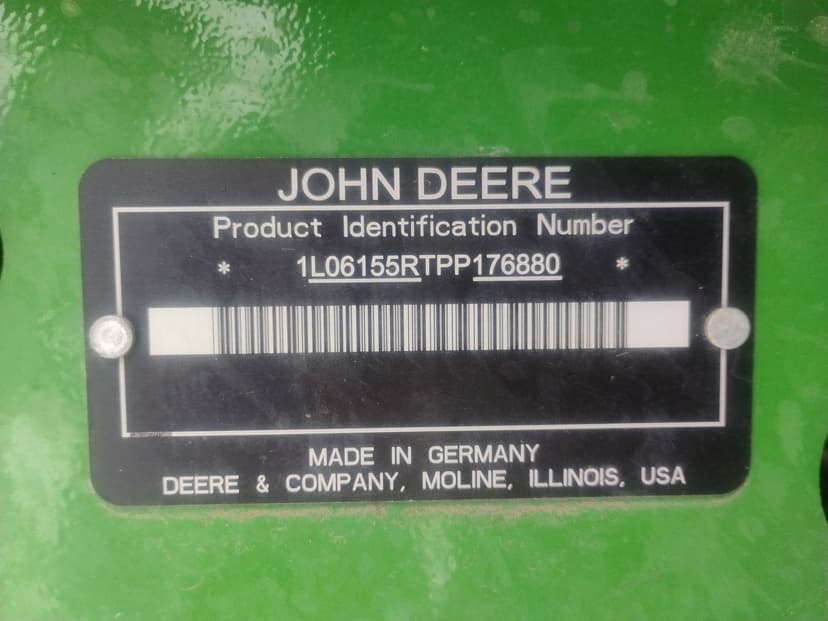 JOHN DEERE
Product Identification Number
* 1L06155RTPP176880 *
MADE IN GERMANY
DEERE & COMPANY, MOLINE, ILLINOIS, USA